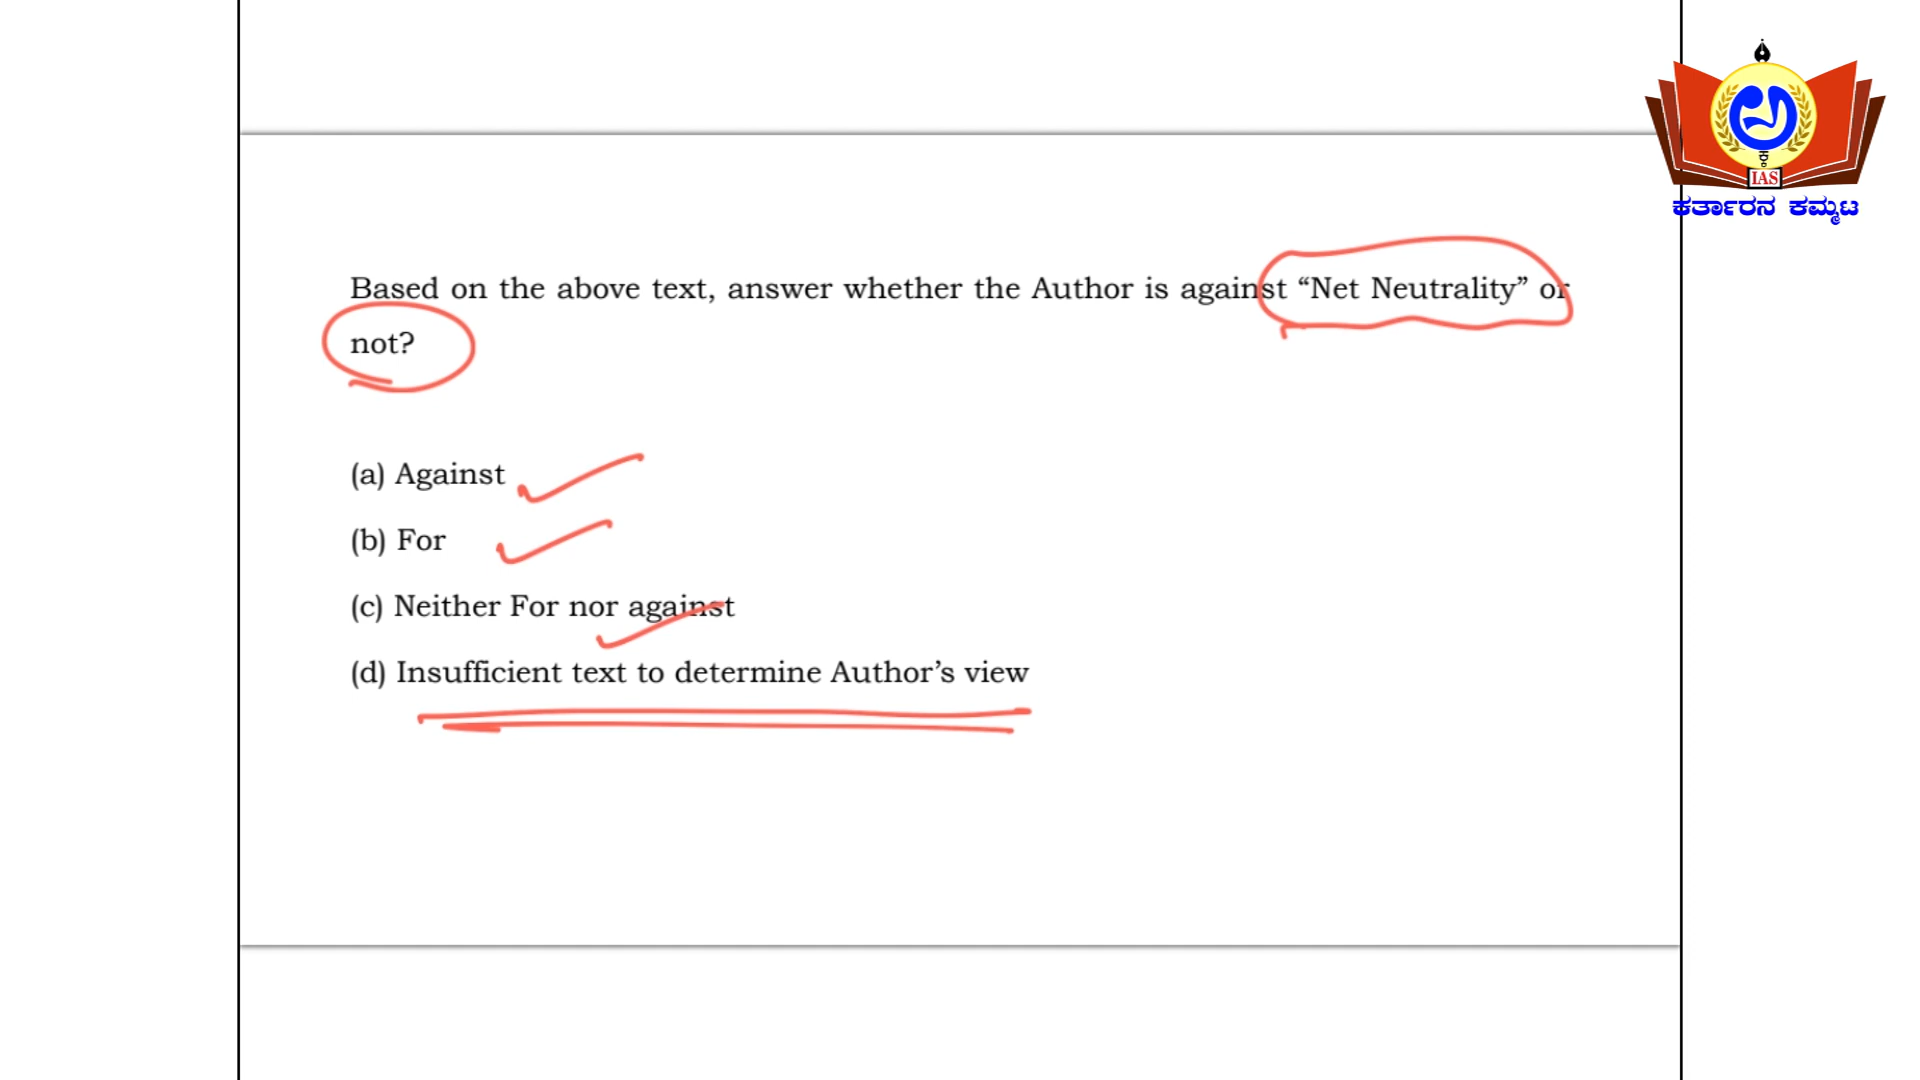 IAS
ಕರ್ತಾರನ ಕಮ್ಮಟ
Based on the above text, answer whether the Author is against “Net Neutrality” or
not?
(a) Against
(b) For
(c) Neither For nor against
(d) Insufficient text to determine Author’s view